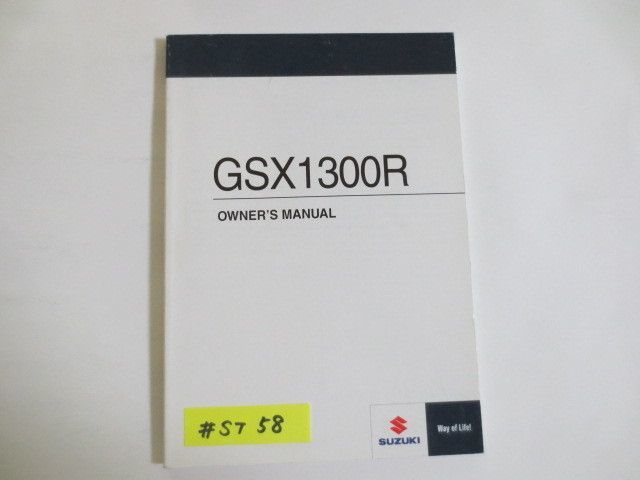 GSX1300R
OWNER'S MANUAL
#ST 58
SUZUKI
Way of Life!